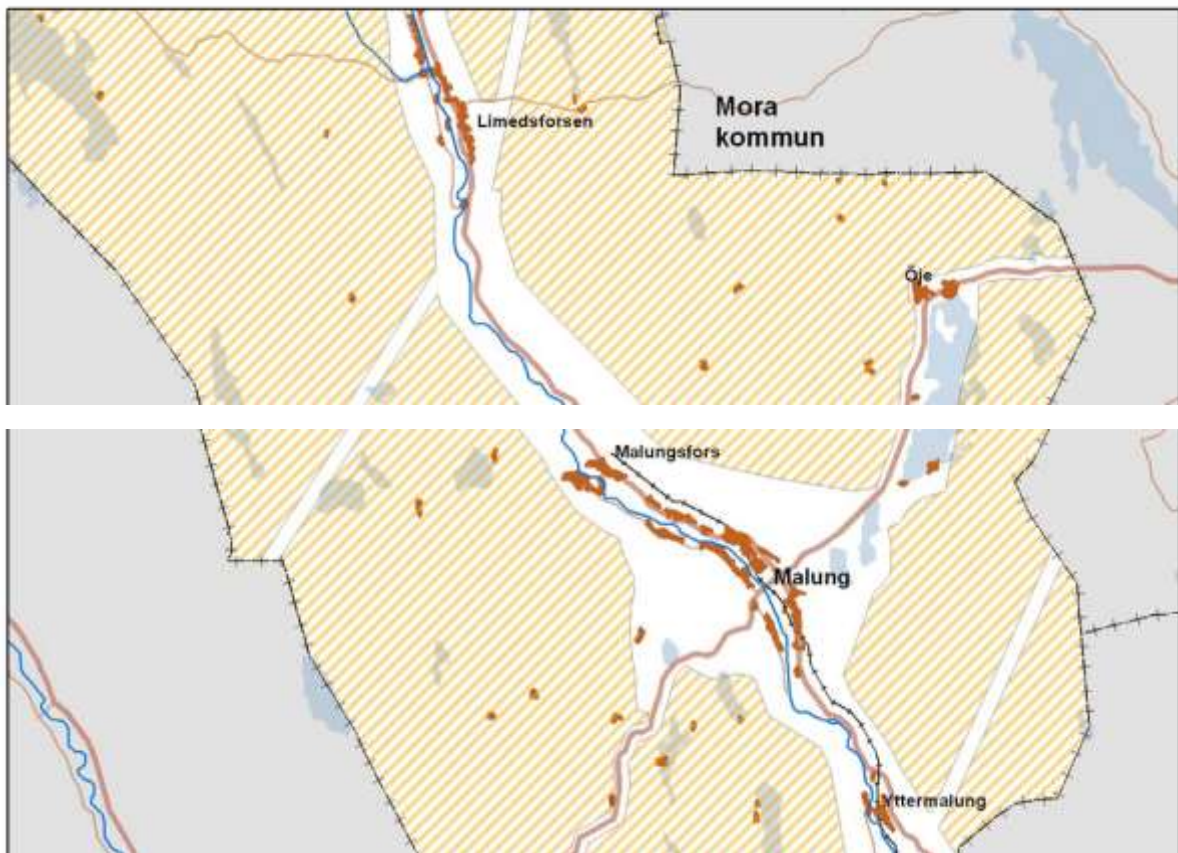 Mora
kommun
Limedsforsen
Öje
Malungsfors
Malung
Yttermalung